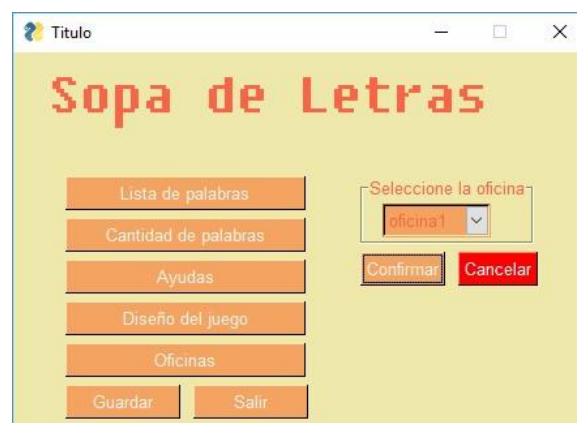 Titulo
Sopa de Letras
Lista de palabras
Cantidad de palabras
Ayudas
Diseño del juego
Oficinas
Guardar Salir
Seleccione la oficina
oficina1
Confirmar Cancelar